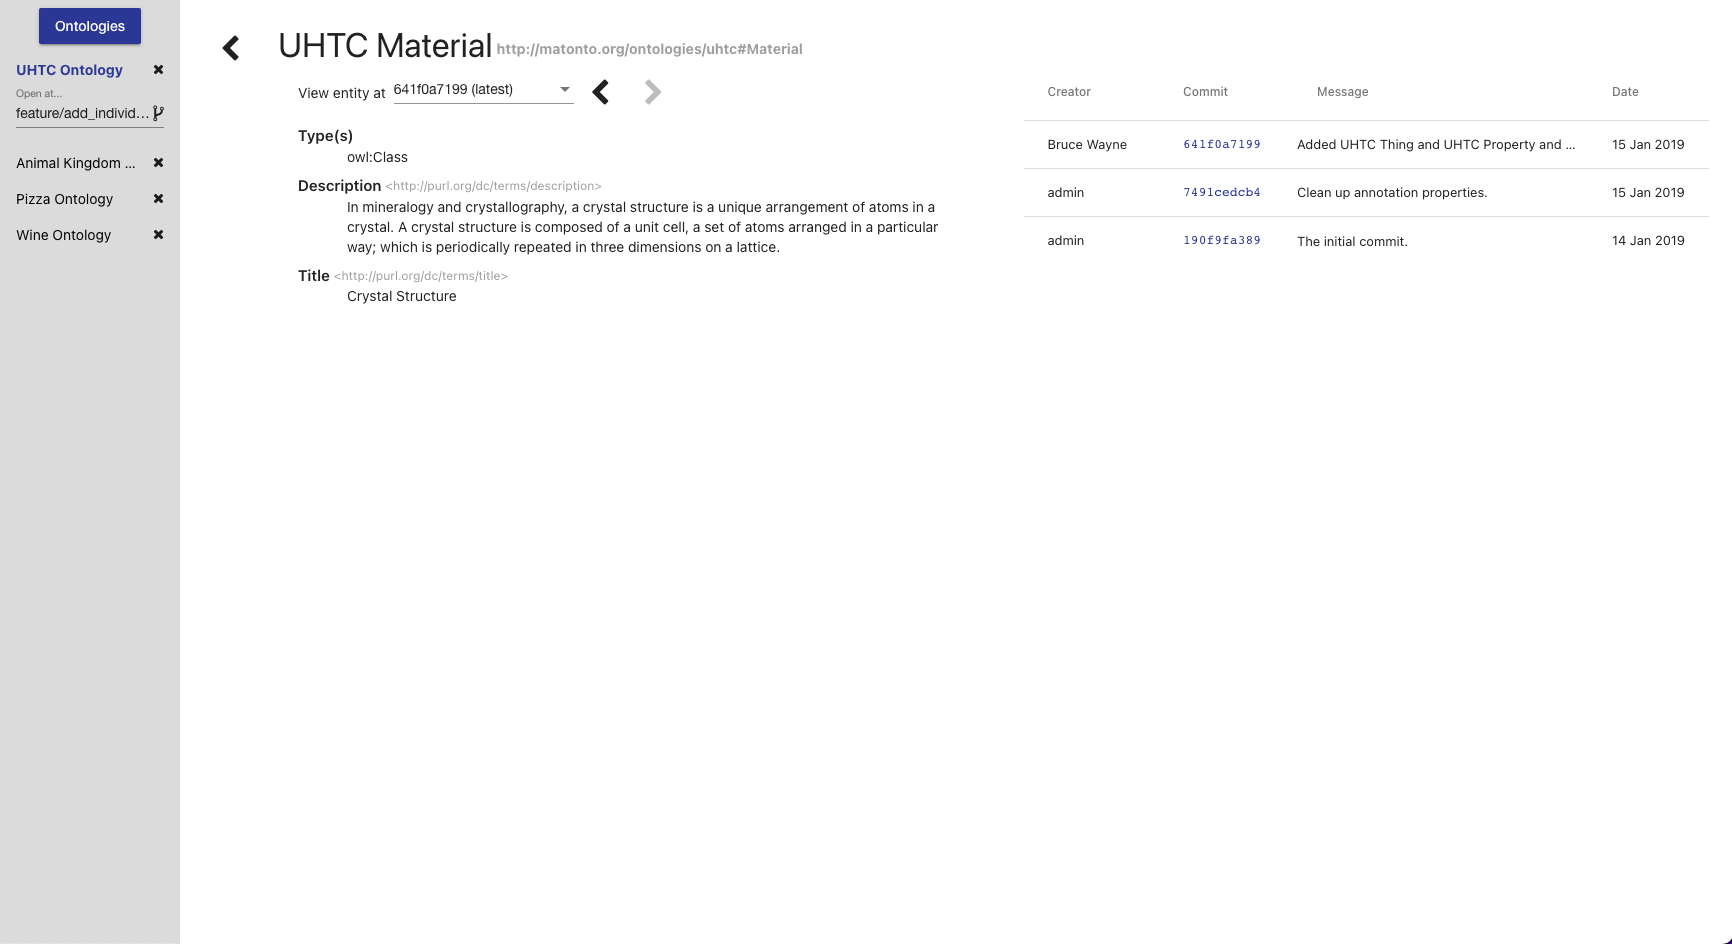 Ontologies
UHTC Ontology
Open at...
feature/add_individ...
Animal Kingdom ...
Pizza Ontology
Wine Ontology
UHTC Material http://matonto.org/ontologies/uhtc#Material
View entity at 641f0a7199 (latest)
Type(s)
owl:Class
Description <http://purl.org/dc/terms/description>
In mineralogy and crystallography, a crystal structure is a unique arrangement of atoms in a
crystal. A crystal structure is composed of a unit cell, a set of atoms arranged in a particular
way; which is periodically repeated in three dimensions on a lattice.
Title <http://purl.org/dc/terms/title>
Crystal Structure
Creator Commit Message Date
Bruce Wayne 641f0a7199 Added UHTC Thing and UHTC Property and ... 15 Jan 2019
admin 7491cedcb4 Clean up annotation properties. 15 Jan 2019
admin 190f9fa389 The initial commit. 14 Jan 2019